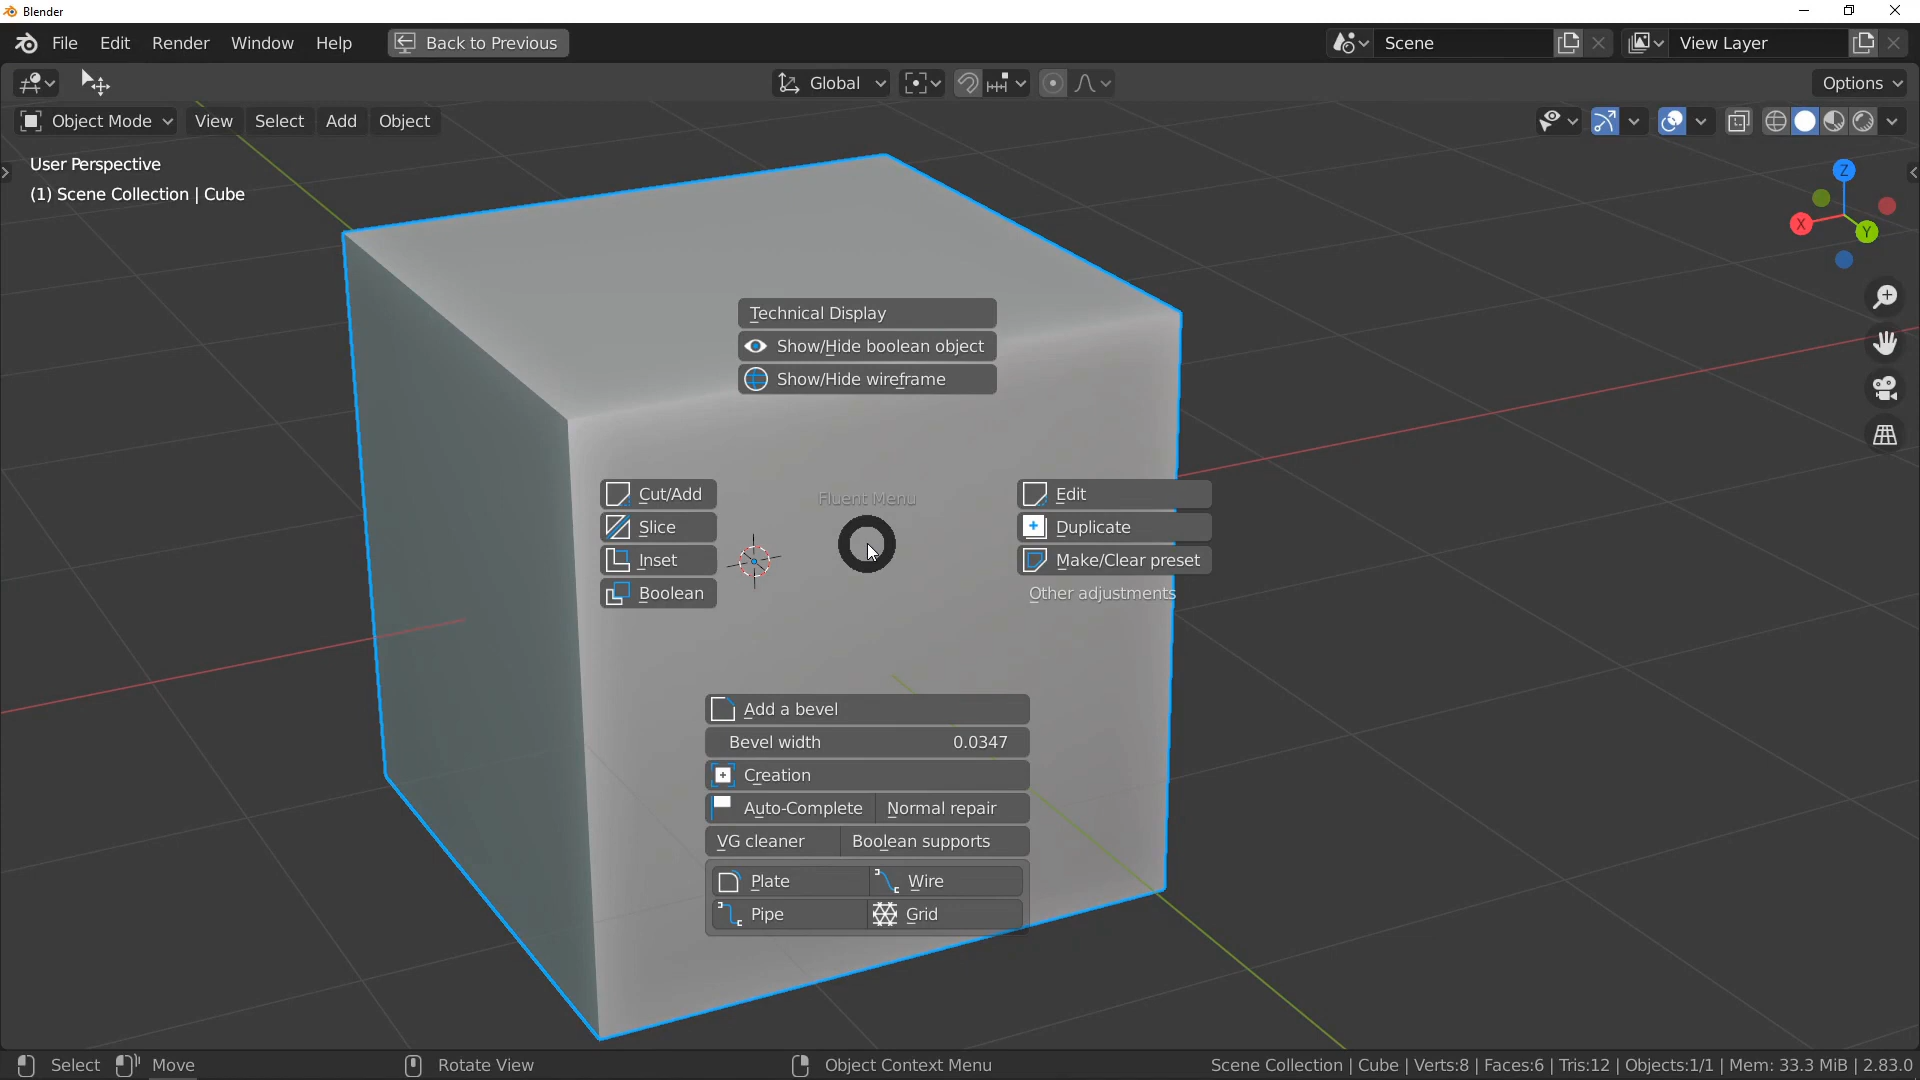 Blender
File Edit Render Window Help Back to Previous Scene View Layer
Global Options
Object Mode View Select Add Object
User Perspective
(1) Scene Collection | Cube
Z
X
Y
Technical Display
Show/Hide boolean object
Show/Hide wireframe
Cut/Add Fluent Menu Edit
Slice Duplicate
Inset Make/Clear preset
Boolean Other adjustments
Add a bevel
Bevel width 0.0347
Creation
Auto-Complete Normal repair
VG cleaner Boolean supports
Plate Wire
Pipe Grid
Select Move Rotate View Object Context Menu Scene Collection | Cube | Verts:8 | Faces:6 | Tris:12 | Objects:1/1 | Mem: 33.3 MiB | 2.83.0